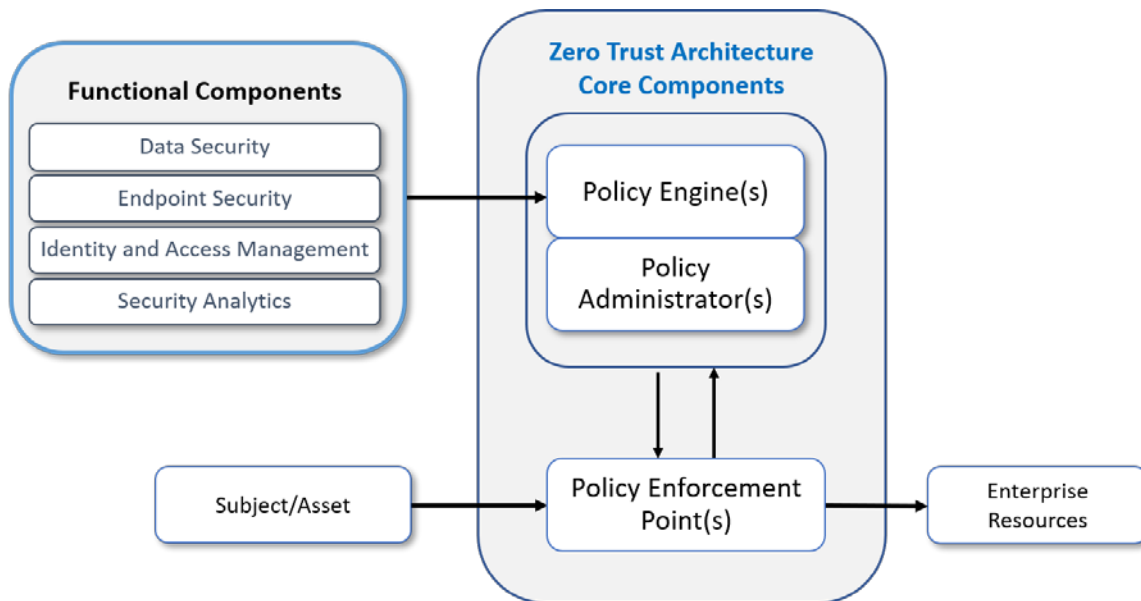 Functional Components
Data Security
Endpoint Security
Identity and Access Management
Security Analytics
Zero Trust Architecture
Core Components
Policy Engine(s)
Policy
Administrator(s)
Subject/Asset
Policy Enforcement
Point(s)
Enterprise
Resources